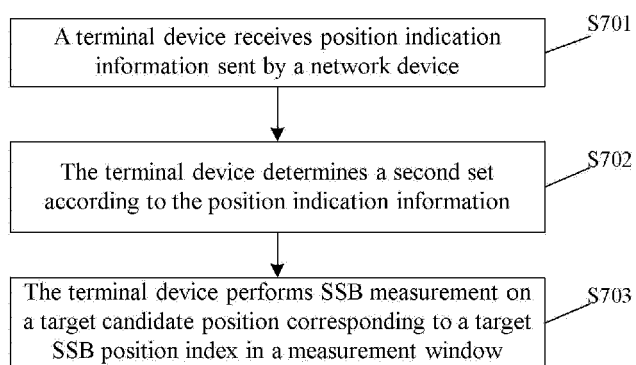 A terminal device receives position indication
information sent by a network device
S701
The terminal device determines a second set
according to the position indication information
S702
The terminal device performs SSB measurement on
a target candidate position corresponding to a target
SSB position index in a measurement window
S703